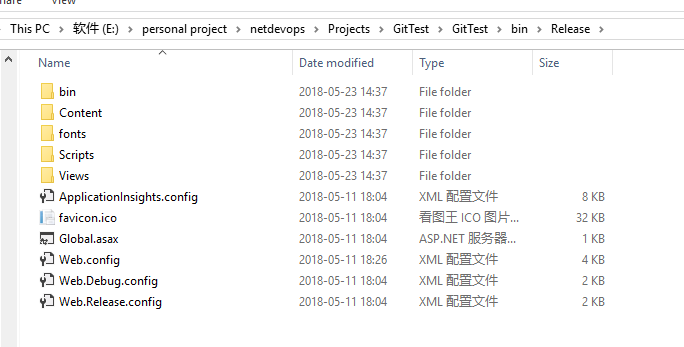 Share View
This PC > 软件 (E:) > personal project > netdevops > Projects > GitTest > GitTest > bin > Release >
Name Date modified Type Size
bin 2018-05-23 14:37 File folder
Content 2018-05-23 14:37 File folder
fonts 2018-05-23 14:37 File folder
Scripts 2018-05-23 14:37 File folder
Views 2018-05-23 14:37 File folder
ApplicationInsights.config 2018-05-11 18:04 XML 配置文件 8 KB
favicon.ico 2018-05-11 18:04 看图王 ICO 图片... 32 KB
Global.asax 2018-05-11 18:04 ASP.NET 服务器... 1 KB
Web.config 2018-05-11 18:26 XML 配置文件 4 KB
Web.Debug.config 2018-05-11 18:04 XML 配置文件 2 KB
Web.Release.config 2018-05-11 18:04 XML 配置文件 2 KB